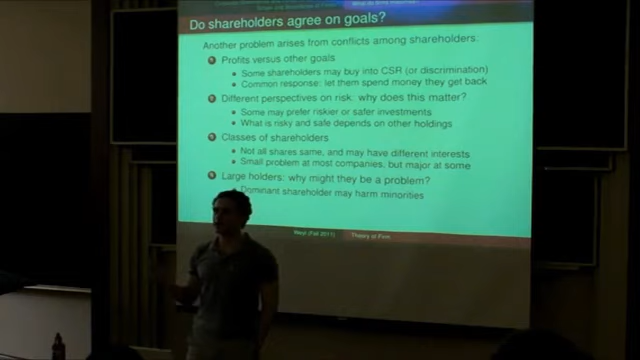 Do shareholders agree on goals?
Another problem arises from conflicts among shareholders:
Profits versus other goals
Some shareholders may buy into CSR (or discrimination)
Common response: let them spend money they get back
Different perspectives on risk: why does this matter?
Some may prefer riskier or safer investments
What is risky and safe depends on other holdings
Classes of shareholders
Not all shares same, and may have different interests
Small problem at most companies, but major at some
Large holders: why might they be a problem?
Dominant shareholder may harm minorities
Weyl (Fall 2011) Theory of Firm